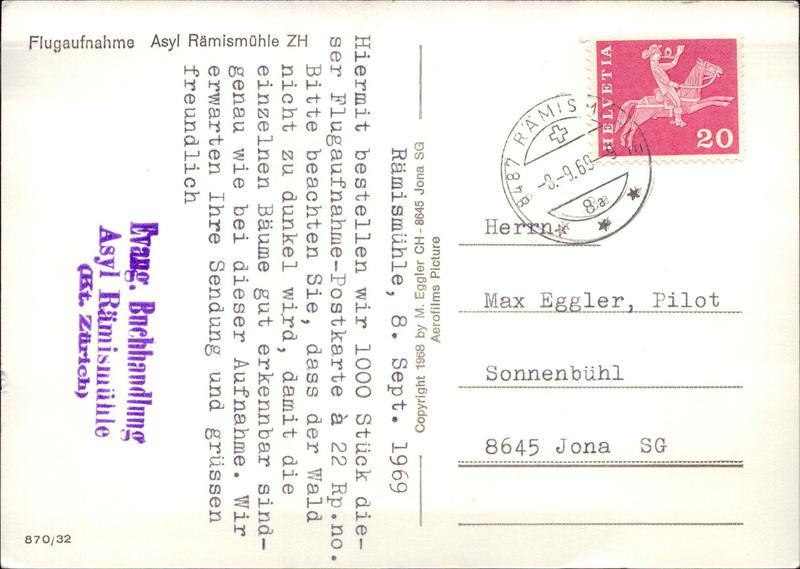 Flugaufnahme Asyl Rämismühle ZH
Rämismühle, 8. Sept. 1969
Hiermit bestellen wir 1000 Stück die-
ser Flugaufnahme-Postkarte à 22 Rp.no.
Bitte beachten Sie, dass der Wald
nicht zu dunkel wird, damit die
einzelnen Bäume gut erkennbar sind-
genau wie bei dieser Aufnahme. Wir
erwarten Ihre Sendung und grüssen
freundlich
Evang. Buchhandlung
Asyl Rämismühle
(Kt. Zürich)
870/32
Copyright 1968 by M. Eggler CH - 8645 Jona SG
Aerofilms Picture
HELVETIA
20
8487 RÄMISMÜHLE
-8.-9.69-
Herrn
Max Eggler, Pilot
Sonnenbühl
8645 Jona SG